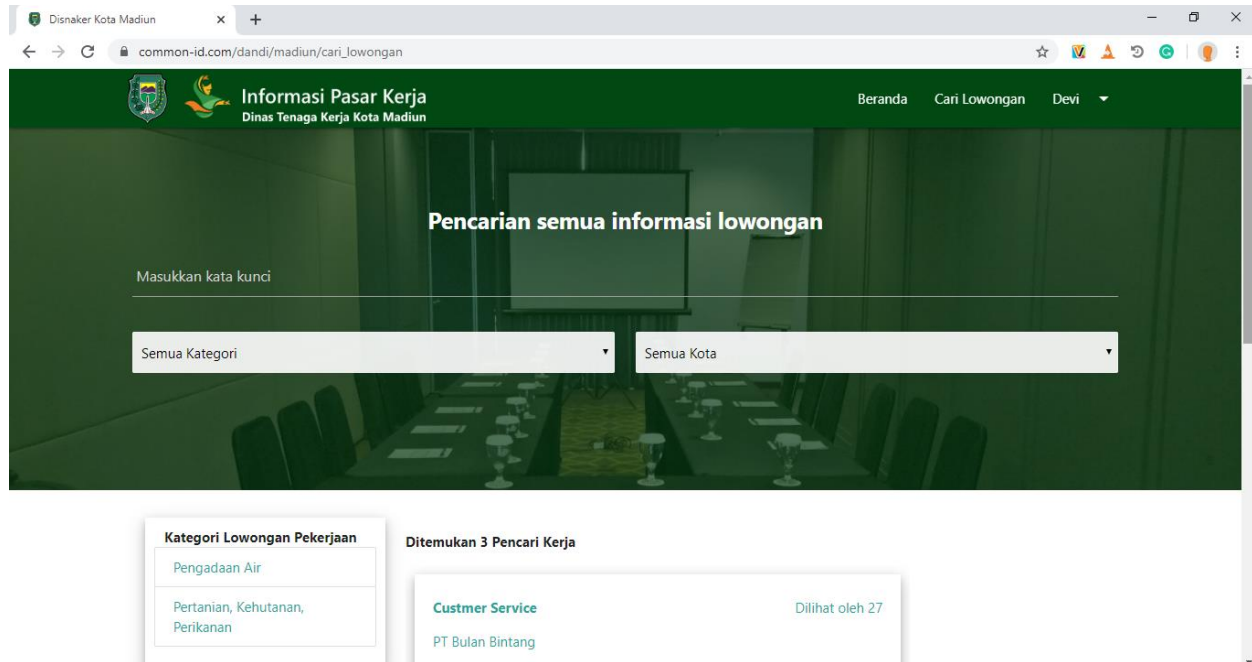 Disnaker Kota Madiun
common-id.com/dandi/madiun/cari_lowongan
Informasi Pasar Kerja
Dinas Tenaga Kerja Kota Madiun
Beranda Cari Lowongan Devi
Pencarian semua informasi lowongan
Masukkan kata kunci
Semua Kategori Semua Kota
Kategori Lowongan Pekerjaan
Pengadaan Air
Pertanian, Kehutanan,
Perikanan
Ditemukan 3 Pencari Kerja
Custmer Service Dilihat oleh 27
PT Bulan Bintang